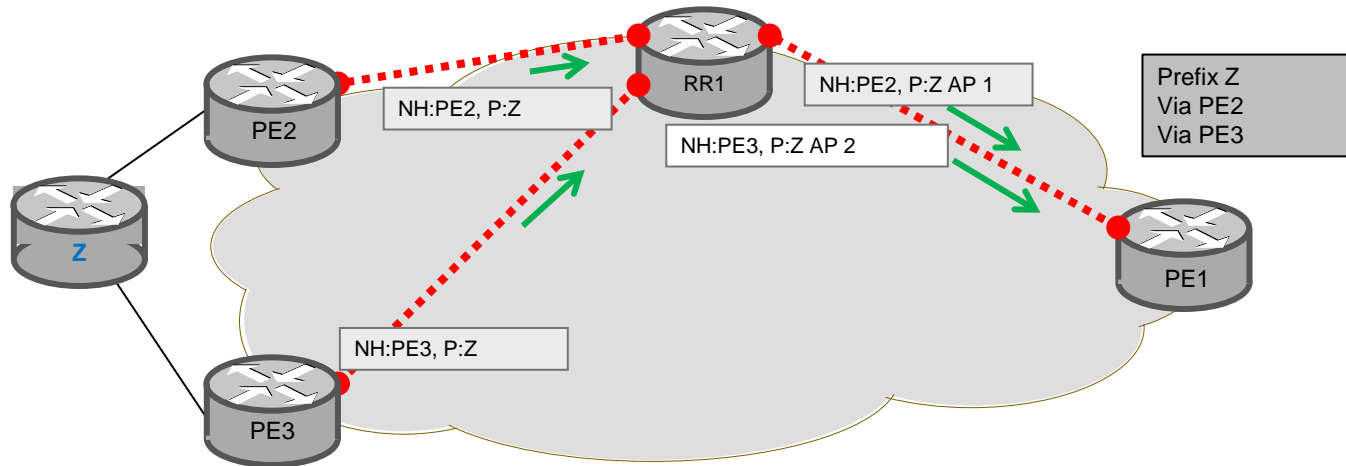 RR1
Prefix Z
Via PE2
Via PE3
NH:PE2, P:Z AP 1
NH:PE2, P:Z
PE2
NH:PE3, P:Z AP 2
Z
PE1
NH:PE3, P:Z
PE3